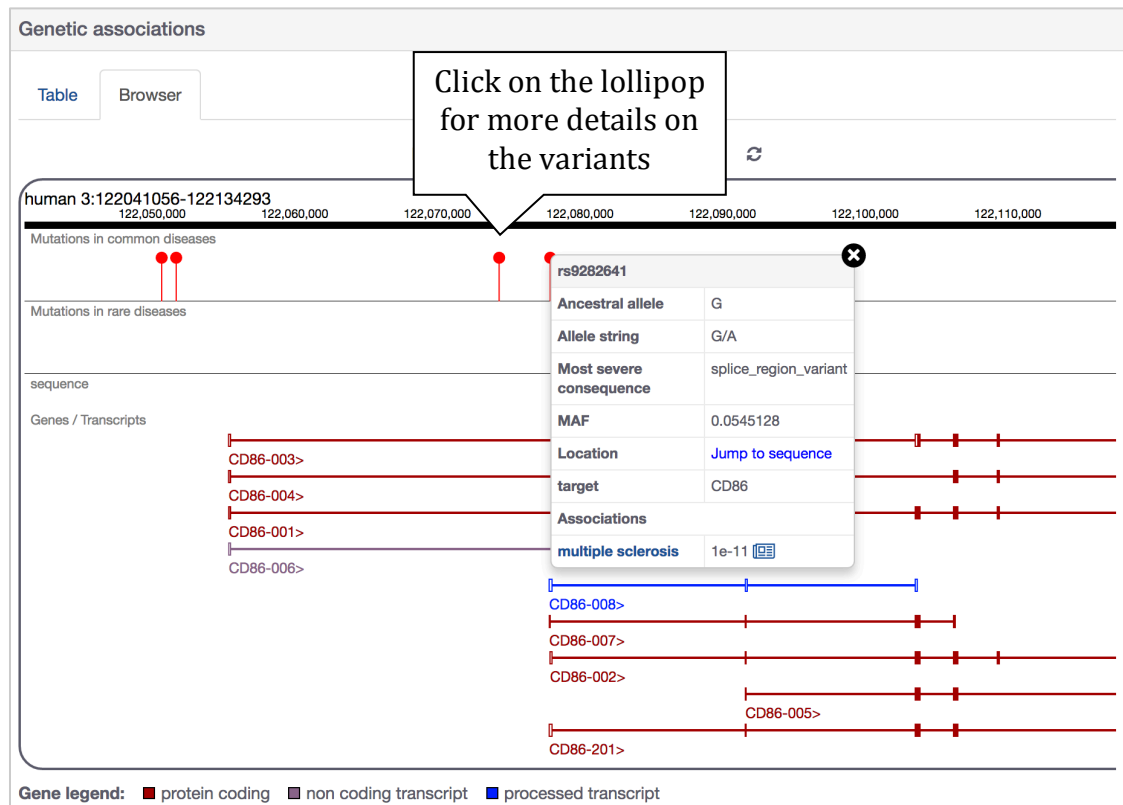 Genetic associations
Table Browser
Click on the lollipop
for more details on
the variants
human 3:122041056-122134293
122,050,000 122,060,000 122,070,000 122,080,000 122,090,000 122,100,000 122,110,000
Mutations in common diseases
rs9282641
Ancestral allele G
Allele string G/A
Most severe consequence splice_region_variant
MAF 0.0545128
Location Jump to sequence
target CD86
Associations
multiple sclerosis 1e-11
Mutations in rare diseases
sequence
Genes / Transcripts
CD86-003>
CD86-004>
CD86-001>
CD86-006>
CD86-008>
CD86-007>
CD86-002>
CD86-005>
CD86-201>
Gene legend: protein coding non coding transcript processed transcript